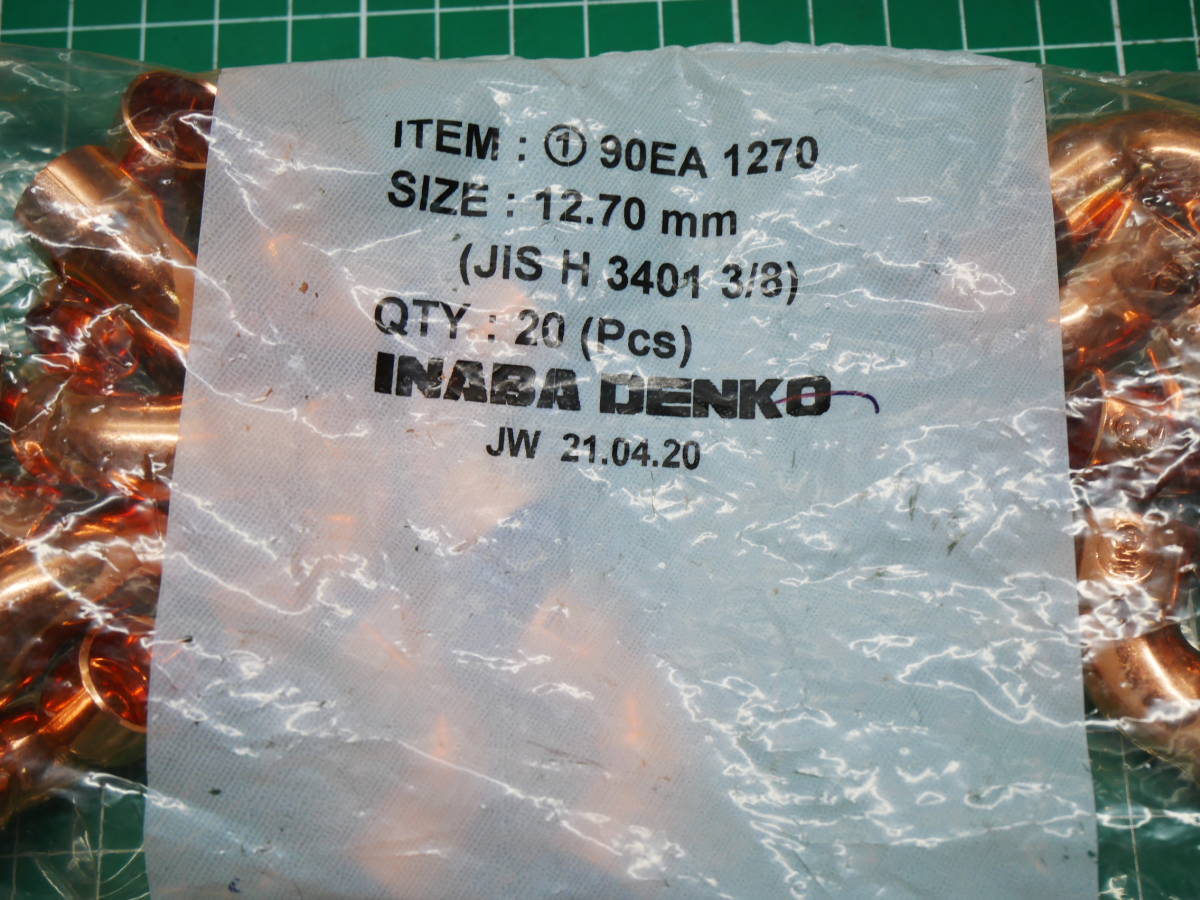 ITEM : ① 90EA 1270
SIZE : 12.70 mm
(JIS H 3401 3/8)
QTY : 20 (Pcs)
INABA DENKO
JW 21.04.20